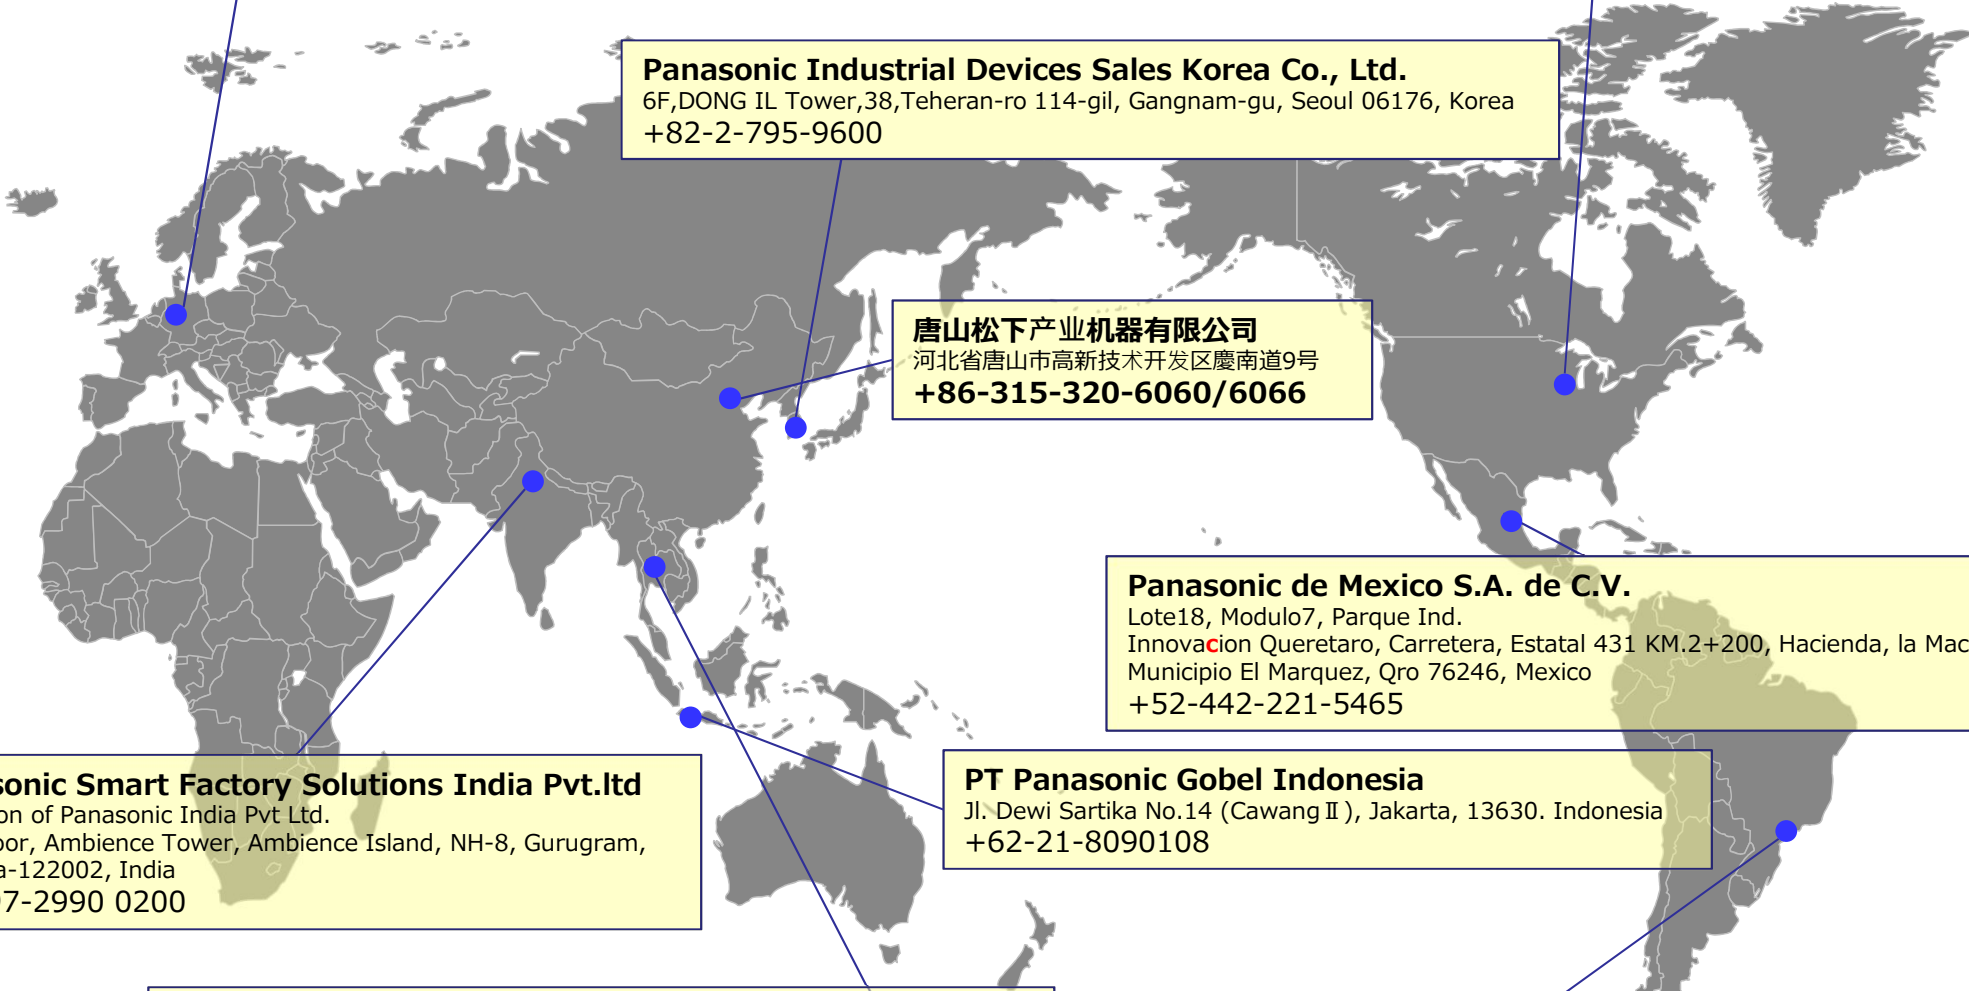 Panasonic Industrial Devices Sales Korea Co., Ltd.
6F,DONG IL Tower,38,Teheran-ro 114-gil, Gangnam-gu, Seoul 06176, Korea
+82-2-795-9600
唐山松下产业机器有限公司
河北省唐山市高新技术开发区慶南道9号
+86-315-320-6060/6066
Panasonic de Mexico S.A. de C.V.
Lote18, Modulo7, Parque Ind.
Innovacion Queretaro, Carretera, Estatal 431 KM.2+200, Hacienda, la Mac
Municipio El Marquez, Qro 76246, Mexico
+52-442-221-5465
sonic Smart Factory Solutions India Pvt.ltd
on of Panasonic India Pvt Ltd.
oor, Ambience Tower, Ambience Island, NH-8, Gurugram,
a-122002, India
97-2990 0200
PT Panasonic Gobel Indonesia
Jl. Dewi Sartika No.14 (CawangⅡ), Jakarta, 13630. Indonesia
+62-21-8090108